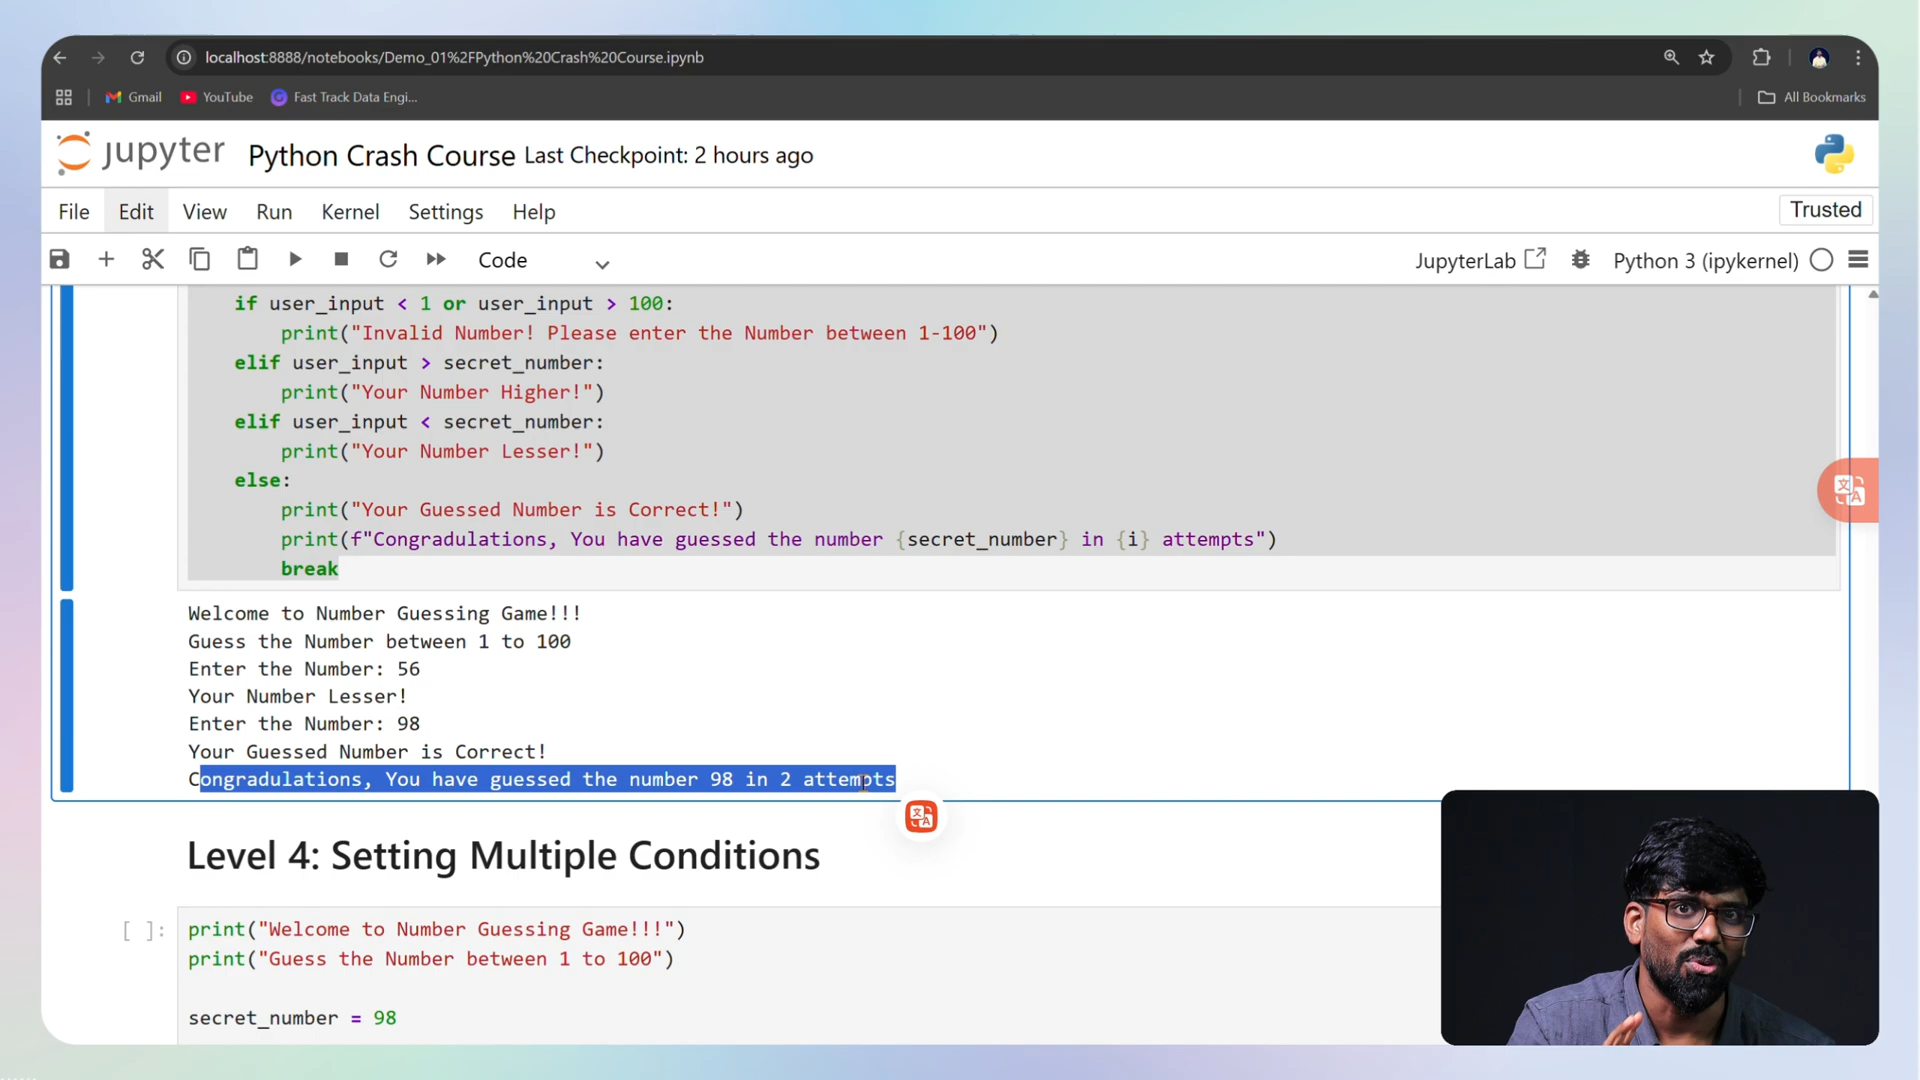 localhost:8888/notebooks/Demo_01%2FPython%20Crash%20Course.ipynb
Gmail YouTube Fast Track Data Engi... All Bookmarks
jupyter Python Crash Course Last Checkpoint: 2 hours ago
File Edit View Run Kernel Settings Help Trusted
Code JupyterLab Python 3 (ipykernel)
if user_input < 1 or user_input > 100:
print("Invalid Number! Please enter the Number between 1-100")
elif user_input > secret_number:
print("Your Number Higher!")
elif user_input < secret_number:
print("Your Number Lesser!")
else:
print("Your Guessed Number is Correct!")
print(f"Congradulations, You have guessed the number {secret_number} in {i} attempts")
break
Welcome to Number Guessing Game!!!
Guess the Number between 1 to 100
Enter the Number: 56
Your Number Lesser!
Enter the Number: 98
Your Guessed Number is Correct!
Congradulations, You have guessed the number 98 in 2 attempts
Level 4: Setting Multiple Conditions
[ ]: print("Welcome to Number Guessing Game!!!")
print("Guess the Number between 1 to 100")
secret_number = 98